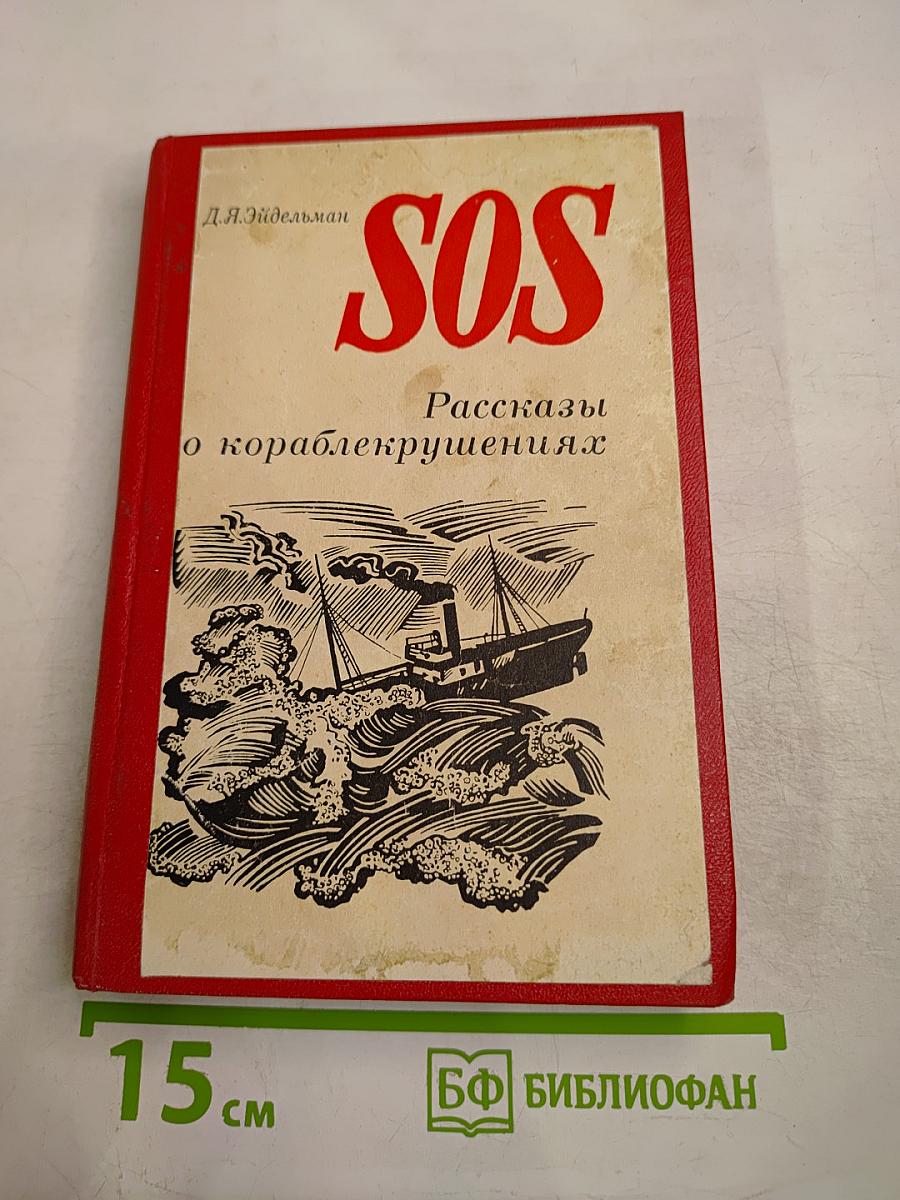 Д.Я.Эйдельман
SOS
Рассказы
о кораблекрушениях
15 см
БФ БИБЛИОФАН